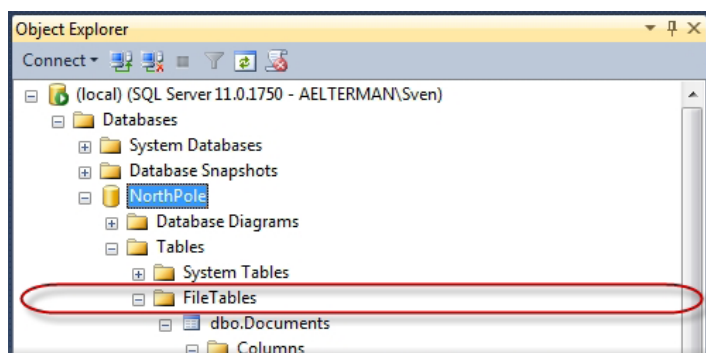 Object Explorer
Connect
(local) (SQL Server 11.0.1750 - AELTERMAN\Sven)
Databases
System Databases
Database Snapshots
NorthPole
Database Diagrams
Tables
System Tables
FileTables
dbo.Documents
Columns